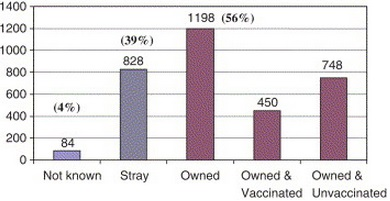 1400
1200
1000
800
600
400
200
0
(4%)
84
(39%)
828
1198 (56%)
450
748
Not known
Stray
Owned
Owned &
Vaccinated
Owned &
Unvaccinated